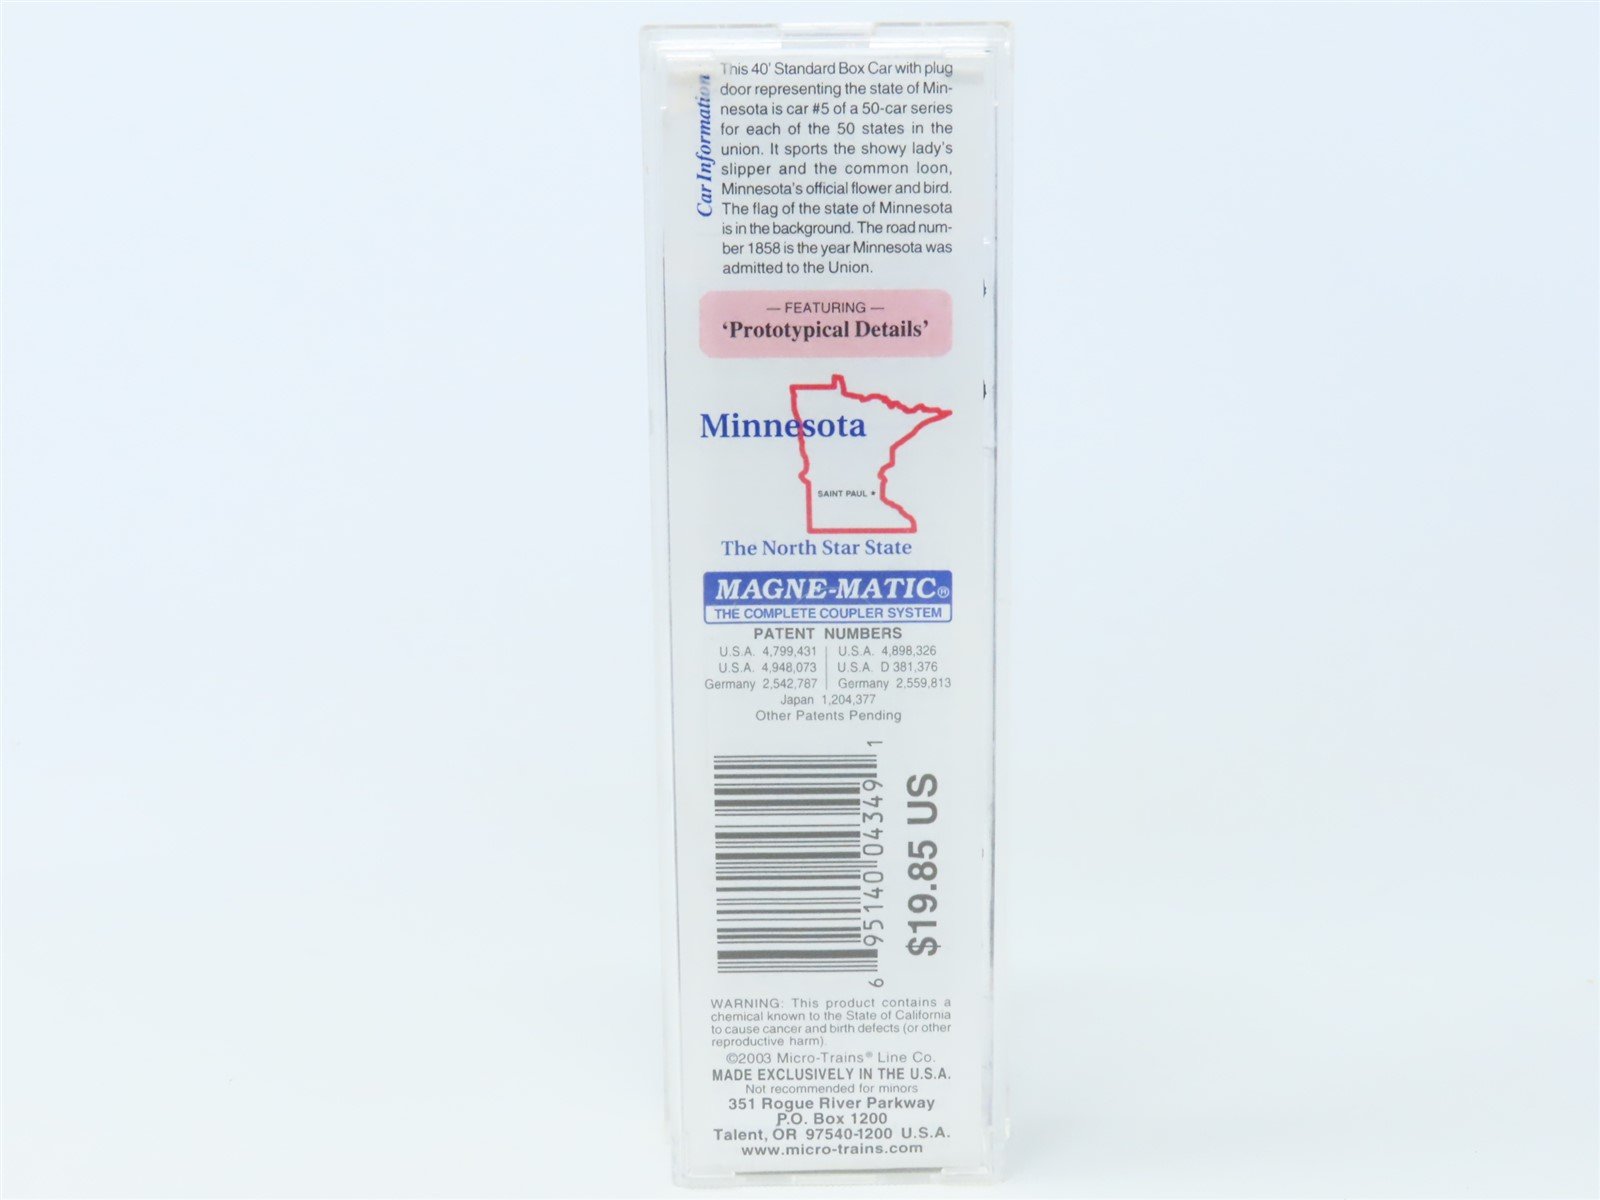 Car Information
This 40' Standard Box Car with plug
door representing the state of Min-
nesota is car #5 of a 50-car series
for each of the 50 states in the
union. It sports the showy lady's
slipper and the common loon,
Minnesota's official flower and bird.
The flag of the state of Minnesota
is in the background. The road num-
ber 1858 is the year Minnesota was
admitted to the Union.
— FEATURING —
‘Prototypical Details’
Minnesota
SAINT PAUL ★
The North Star State
MAGNE-MATIC®
THE COMPLETE COUPLER SYSTEM
PATENT NUMBERS
U.S.A. 4,799,431 | U.S.A. 4,898,326
U.S.A. 4,948,073 | U.S.A. D 381,376
Germany 2,542,787 | Germany 2,559,813
Japan 1,204,377
Other Patents Pending
6 95140 04349 1
$19.85 US
WARNING: This product contains a
chemical known to the State of California
to cause cancer and birth defects (or other
reproductive harm).
©2003 Micro-Trains® Line Co.
MADE EXCLUSIVELY IN THE U.S.A.
Not recommended for minors
351 Rogue River Parkway
P.O. Box 1200
Talent, OR 97540-1200 U.S.A.
www.micro-trains.com